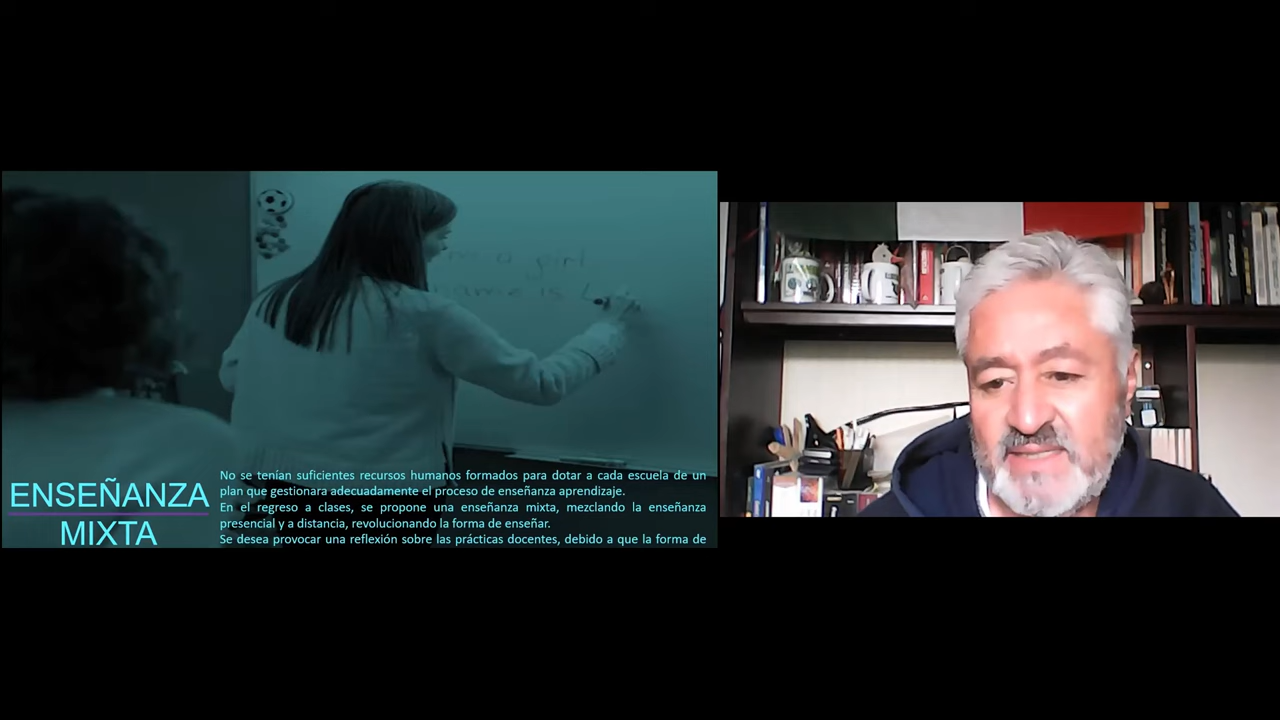 a girl
name is
ENSEÑANZA
MIXTA
No se tenían suficientes recursos humanos formados para dotar a cada escuela de un
plan que gestionara adecuadamente el proceso de enseñanza aprendizaje.
En el regreso a clases, se propone una enseñanza mixta, mezclando la enseñanza
presencial y a distancia, revolucionando la forma de enseñar.
Se desea provocar una reflexión sobre las prácticas docentes, debido a que la forma de